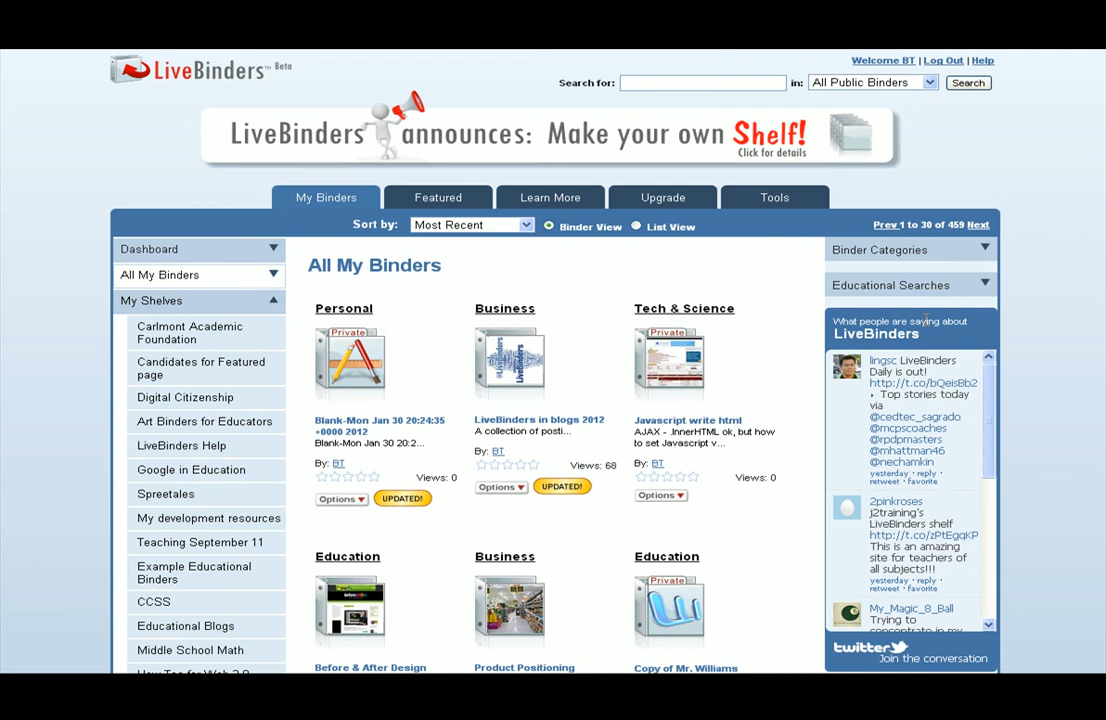 LiveBinders™ Beta
Welcome BT | Log Out | Help
Search for: in: All Public Binders Search
LiveBinders announces: Make your own Shelf!
Click for details
My Binders Featured Learn More Upgrade Tools
Sort by: Most Recent Binder View List View Prev 1 to 30 of 459 Next
Dashboard
All My Binders
My Shelves
Carlmont Academic
Foundation
Candidates for Featured
page
Digital Citizenship
Art Binders for Educators
LiveBinders Help
Google in Education
Spreetales
My development resources
Teaching September 11
Example Educational
Binders
CCSS
Educational Blogs
Middle School Math
How Tos for Web 2.0
All My Binders
Personal
Private
Blank-Mon Jan 30 20:24:35
+0000 2012
Blank-Mon Jan 30 20:2...
By: BT
Views: 0
Options UPDATED!
Business
LiveBinders in blogs 2012
A collection of posti...
By: BT
Views: 68
Options UPDATED!
Tech & Science
Private
Javascript write html
AJAX - .InnerHTML ok, but how
to set Javascript v...
By: BT
Views: 0
Options
Education
Before & After Design
Business
Product Positioning
Education
Private
Copy of Mr. Williams
Binder Categories
Educational Searches
What people are saying about
LiveBinders
lingsc LiveBinders
Daily is out!
http://t.co/bQeisBb2
▸ Top stories today
via
@cedtec_sagrado
@mcpscoaches
@rpdpmasters
@mhattman46
@nechamkin
yesterday · reply ·
retweet · favorite
2pinkroses
j2training's
LiveBinders shelf
http://t.co/zPtEgqKP
This is an amazing
site for teachers of
all subjects!!!
yesterday · reply ·
retweet · favorite
My_Magic_8_Ball
Trying to
concentrate in my
twitter
Join the conversation